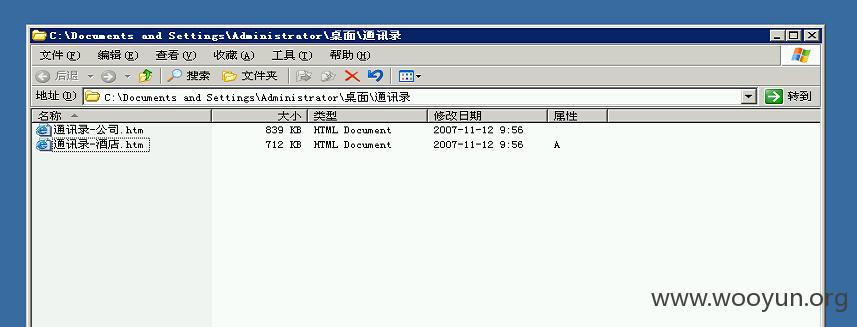 C:\Documents and Settings\Administrator\桌面\通讯录
文件(F) 编辑(E) 查看(V) 收藏(A) 工具(T) 帮助(H)
后退 搜索 文件夹
地址(D) C:\Documents and Settings\Administrator\桌面\通讯录 转到
名称 大小 类型 修改日期 属性
通讯录-公司.htm 839 KB HTML Document 2007-11-12 9:56
通讯录-酒店.htm 712 KB HTML Document 2007-11-12 9:56 A
www.wooyun.org